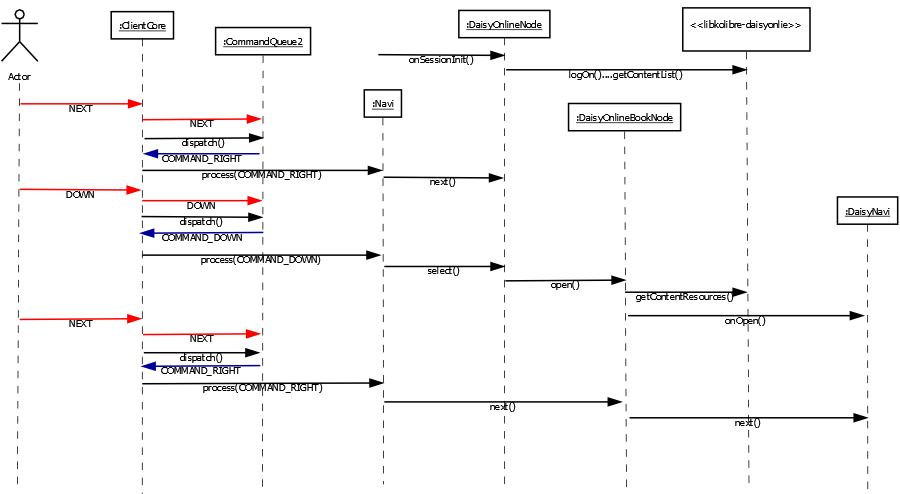 :ClientCore
:CommandQueue2
:DaisyOnlineNode
<<libkolibre-daisyonlie>>
onSessionInit()
logOn()....getContentList()
Actor
:Navi
:DaisyOnlineBookNode
NEXT
NEXT
dispatch()
COMMAND_RIGHT
process(COMMAND_RIGHT)
next()
DOWN
DOWN
:DaisyNavi
dispatch()
COMMAND_DOWN
process(COMMAND_DOWN)
select()
open()
getContentResources()
onOpen()
NEXT
NEXT
dispatch()
COMMAND_RIGHT
process(COMMAND_RIGHT)
next()
next()